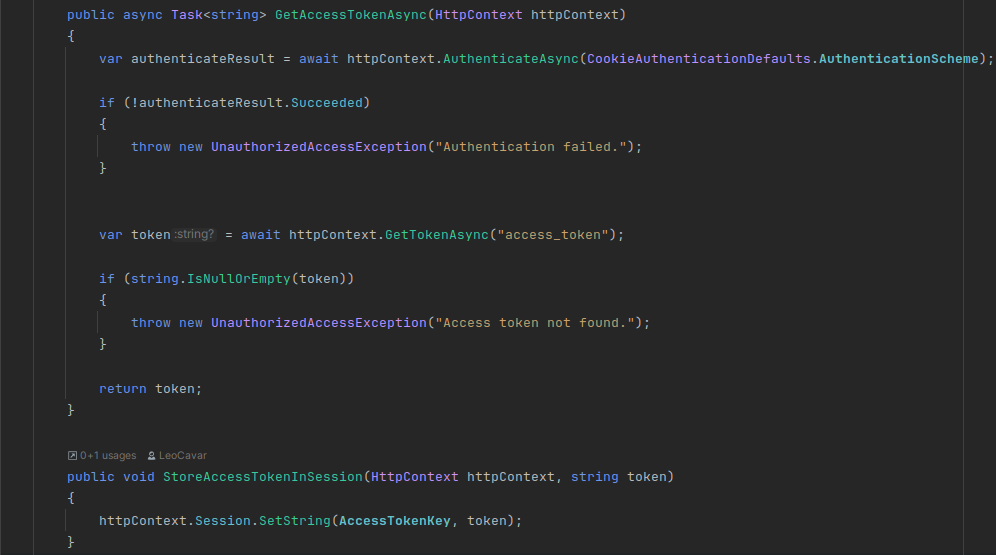 public async Task<string> GetAccessTokenAsync(HttpContext httpContext)
{
var authenticateResult = await httpContext.AuthenticateAsync(CookieAuthenticationDefaults.AuthenticationScheme);
if (!authenticateResult.Succeeded)
{
throw new UnauthorizedAccessException("Authentication failed.");
}
var token :string? = await httpContext.GetTokenAsync("access_token");
if (string.IsNullOrEmpty(token))
{
throw new UnauthorizedAccessException("Access token not found.");
}
return token;
}
0+1 usages LeoCavar
public void StoreAccessTokenInSession(HttpContext httpContext, string token)
{
httpContext.Session.SetString(AccessTokenKey, token);
}